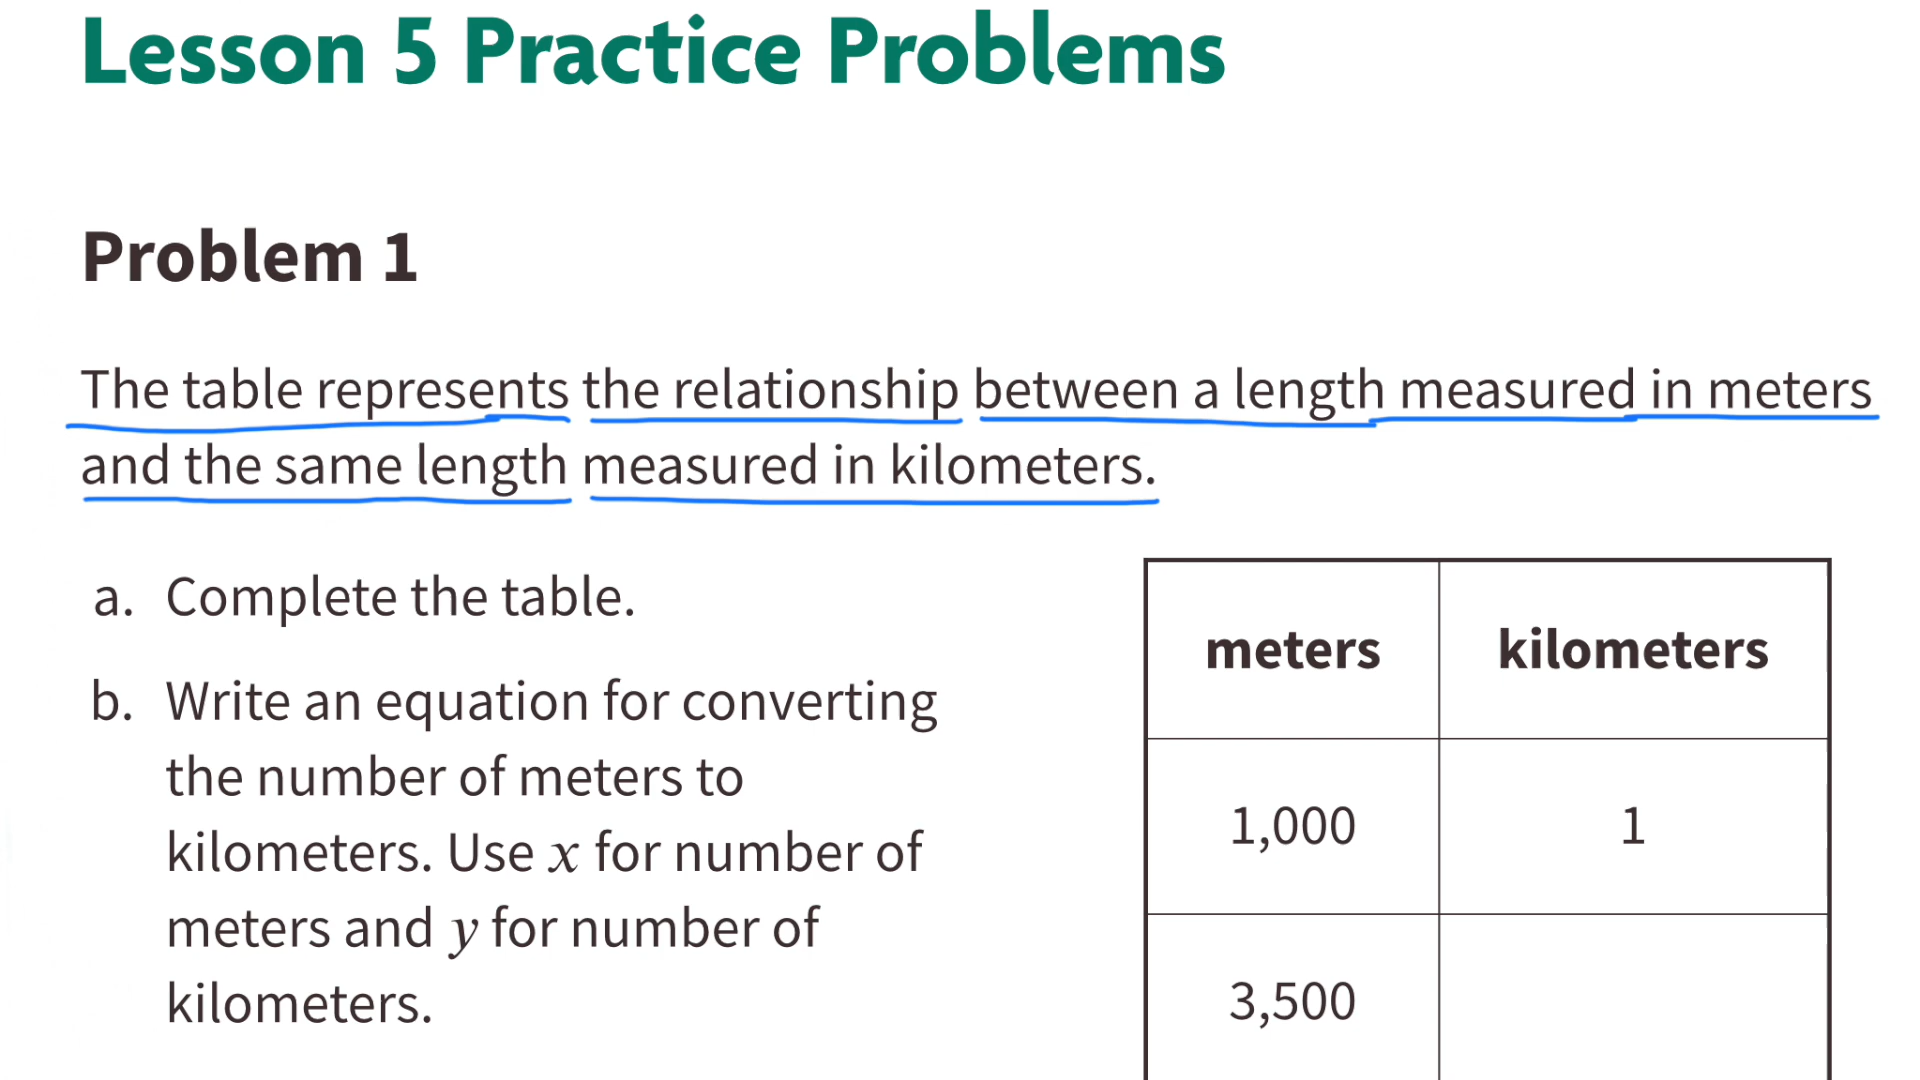 Lesson 5 Practice Problems
Problem 1
The table represents the relationship between a length measured in meters
and the same length measured in kilometers.
a. Complete the table.
b. Write an equation for converting
the number of meters to
kilometers. Use x for number of
meters and y for number of
kilometers.
meters kilometers
1,000 1
3,500